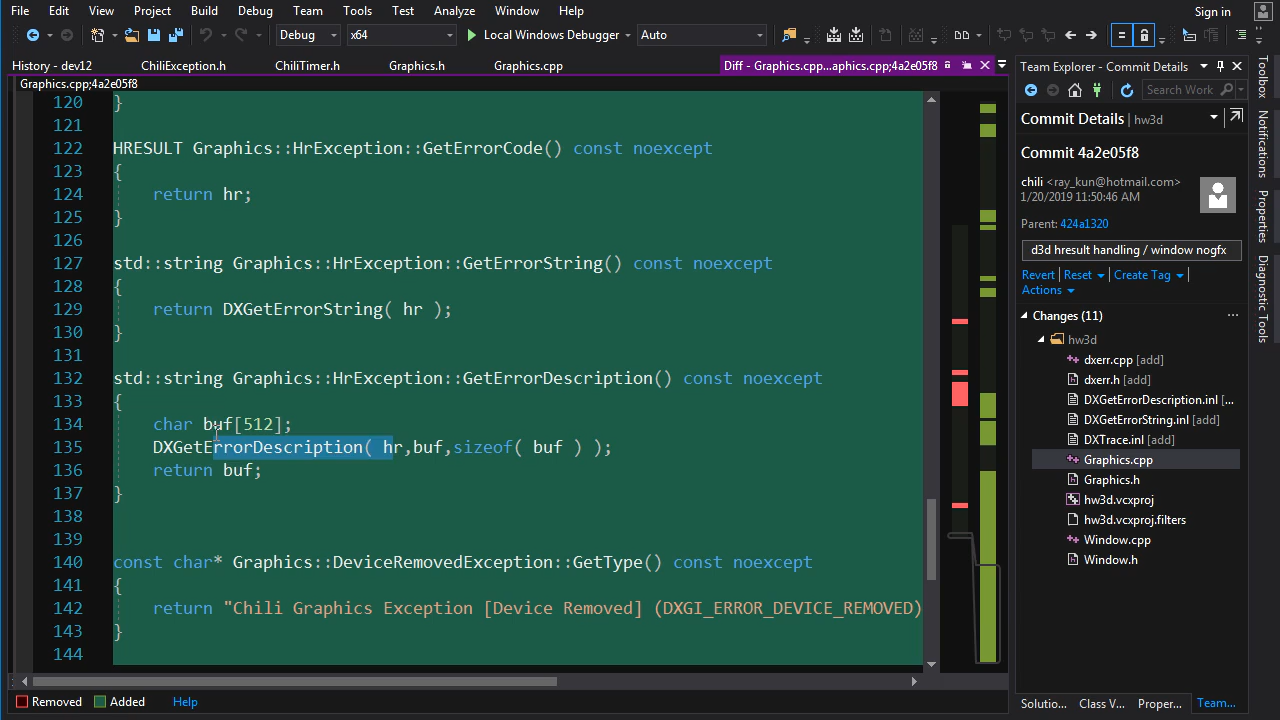 File Edit View Project Build Debug Team Tools Test Analyze Window Help Sign in
Debug x64 Local Windows Debugger Auto
History - dev12 ChiliException.h ChiliTimer.h Graphics.h Graphics.cpp Diff - Graphics.cpp...aphics.cpp;4a2e05f8
Graphics.cpp;4a2e05f8
120 }
121
122 HRESULT Graphics::HrException::GetErrorCode() const noexcept
123 {
124 return hr;
125 }
126
127 std::string Graphics::HrException::GetErrorString() const noexcept
128 {
129 return DXGetErrorString( hr );
130 }
131
132 std::string Graphics::HrException::GetErrorDescription() const noexcept
133 {
134 char buf[512];
135 DXGetErrorDescription( hr,buf,sizeof( buf ) );
136 return buf;
137 }
138
139
140 const char* Graphics::DeviceRemovedException::GetType() const noexcept
141 {
142 return "Chili Graphics Exception [Device Removed] (DXGI_ERROR_DEVICE_REMOVED)
143 }
144
Removed Added Help
Team Explorer - Commit Details
Search Work
Commit Details | hw3d
Commit 4a2e05f8
chili <ray_kun@hotmail.com>
1/20/2019 11:50:46 AM
Parent: 424a1320
d3d hresult handling / window nogfx
Revert Reset Create Tag
Actions
Changes (11) ...
hw3d
dxerr.cpp [add]
dxerr.h [add]
DXGetErrorDescription.inl [...
DXGetErrorString.inl [add]
DXTrace.inl [add]
Graphics.cpp
Graphics.h
hw3d.vcxproj
hw3d.vcxproj.filters
Window.cpp
Window.h
Solutio... Class V... Proper... Team...
Toolbox
Notifications
Properties
Diagnostic Tools